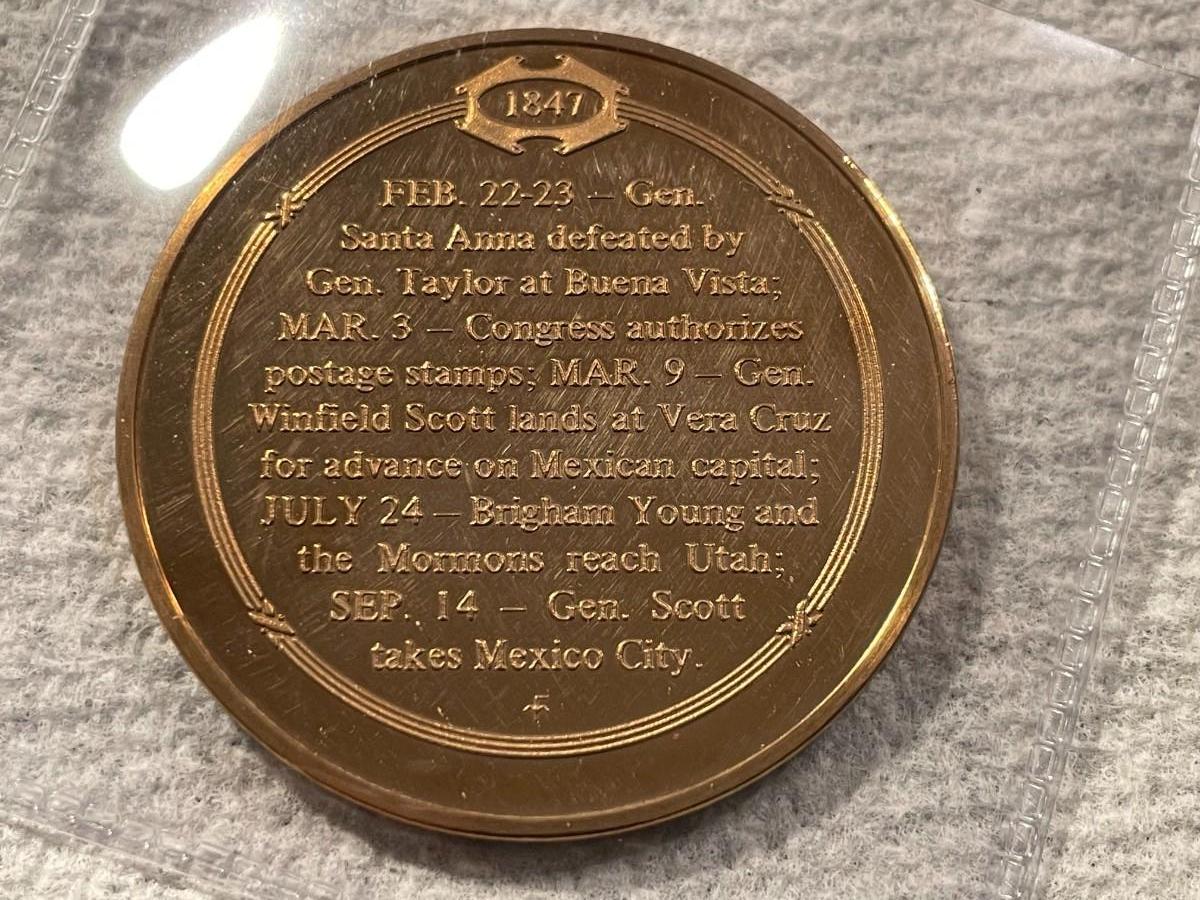 1847
FEB. 22-23 – Gen.
Santa Anna defeated by
Gen. Taylor at Buena Vista;
MAR. 3 – Congress authorizes
postage stamps; MAR. 9 – Gen.
Winfield Scott lands at Vera Cruz
for advance on Mexican capital;
JULY 24 – Brigham Young and
the Mormons reach Utah;
SEP. 14 – Gen. Scott
takes Mexico City.